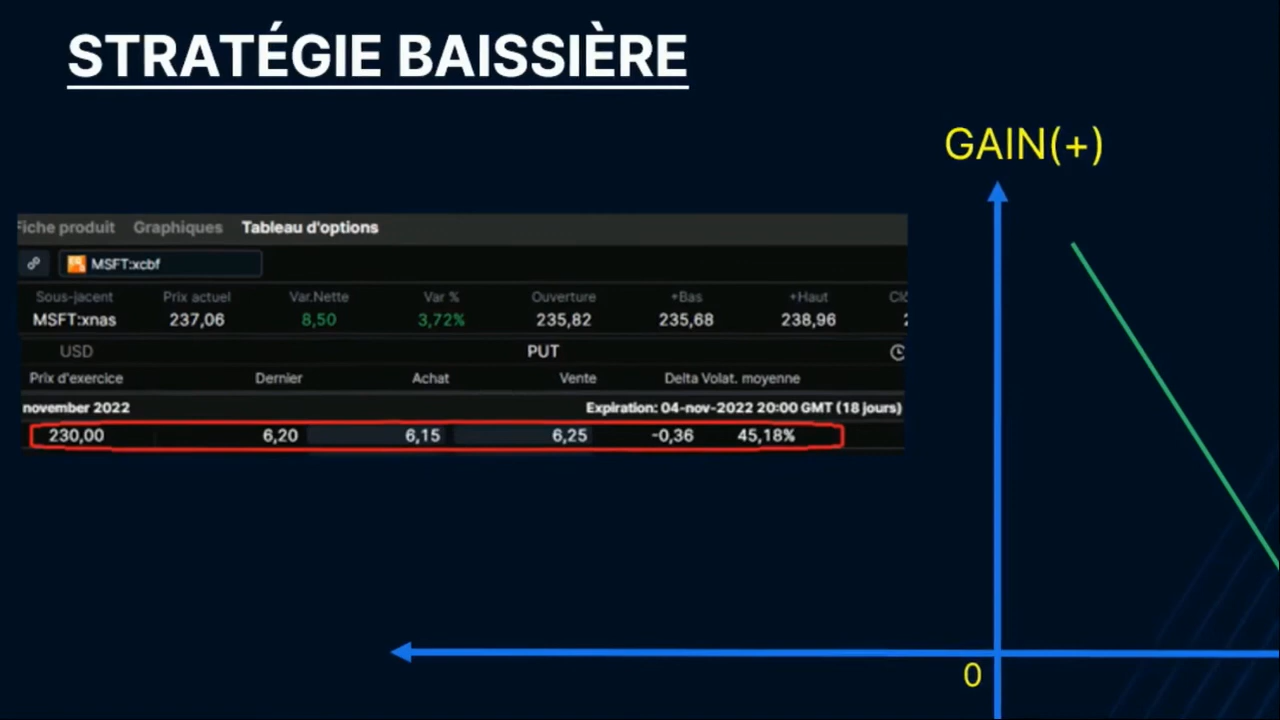 STRATÉGIE BAISSIÈRE
GAIN(+)
Fiche produit Graphiques Tableau d'options
MSFT:xcbf
Sous-jacent Prix actuel Var.Nette Var % Ouverture +Bas +Haut
MSFT:xnas 237,06 8,50 3,72% 235,82 235,68 238,96
USD PUT
Prix d'exercice Dernier Achat Vente Delta Volat. moyenne
november 2022 Expiration: 04-nov-2022 20:00 GMT (18 jours)
230,00 6,20 6,15 6,25 -0,36 45,18%
0